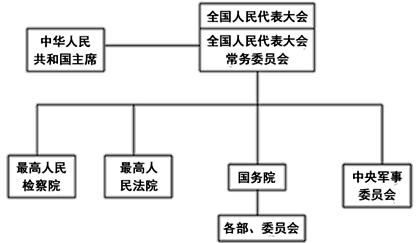 全国人民代表大会
中华人民
共和国主席
全国人民代表大会
常务委员会
最高人民
检察院
最高人
民法院
国务院
中央军事
委员会
各部、委员会